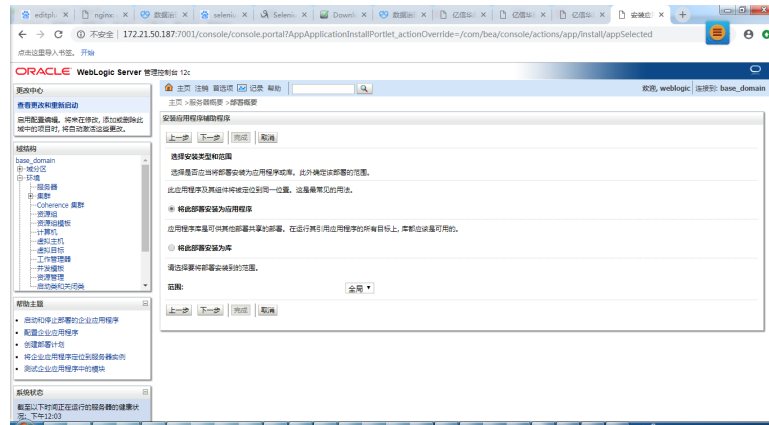 editplu
nginx:
数据治
seleniu
Seleniu
Downlo
数据治
亿信华
亿信华
亿信华
安装应
不安全 | 172.21.50.187:7001/console/console.portal?AppApplicationInstallPortlet_actionOverride=/com/bea/console/actions/app/install/appSelected
点击这里导入书签。 开始
ORACLE WebLogic Server 管理控制台 12c
更改中心
查看更改和重新启动
启用配置编辑。将来在修改, 添加或删除此
域中的项目时, 将自动激活这些更改。
域结构
base_domain
域分区
环境
服务器
集群
Coherence 集群
资源组
资源组模板
计算机
虚拟主机
虚拟目标
工作管理器
并发模板
资源管理
启动类和关闭类
帮助主题
启动和停止部署的企业应用程序
配置企业应用程序
创建部署计划
将企业应用程序定位到服务器实例
测试企业应用程序中的模块
系统状态
截至以下时间正在运行的服务器的健康状
况: 下午12:03
主页 注销 首选项 记录 帮助
欢迎, weblogic 连接到: base_domain
主页 >服务器概要 >部署概要
安装应用程序辅助程序
上一步 下一步 完成 取消
选择安装类型和范围
选择是否应当将部署安装为应用程序或库。此外确定该部署的范围。
此应用程序及其组件将被定位到同一位置。这是最常见的用法。
将此部署安装为应用程序
应用程序库是可供其他部署共享的部署。在运行其引用应用程序的所有目标上, 库都应该是可用的。
将此部署安装为库
请选择要将部署安装到的范围。
范围: 全局
上一步 下一步 完成 取消